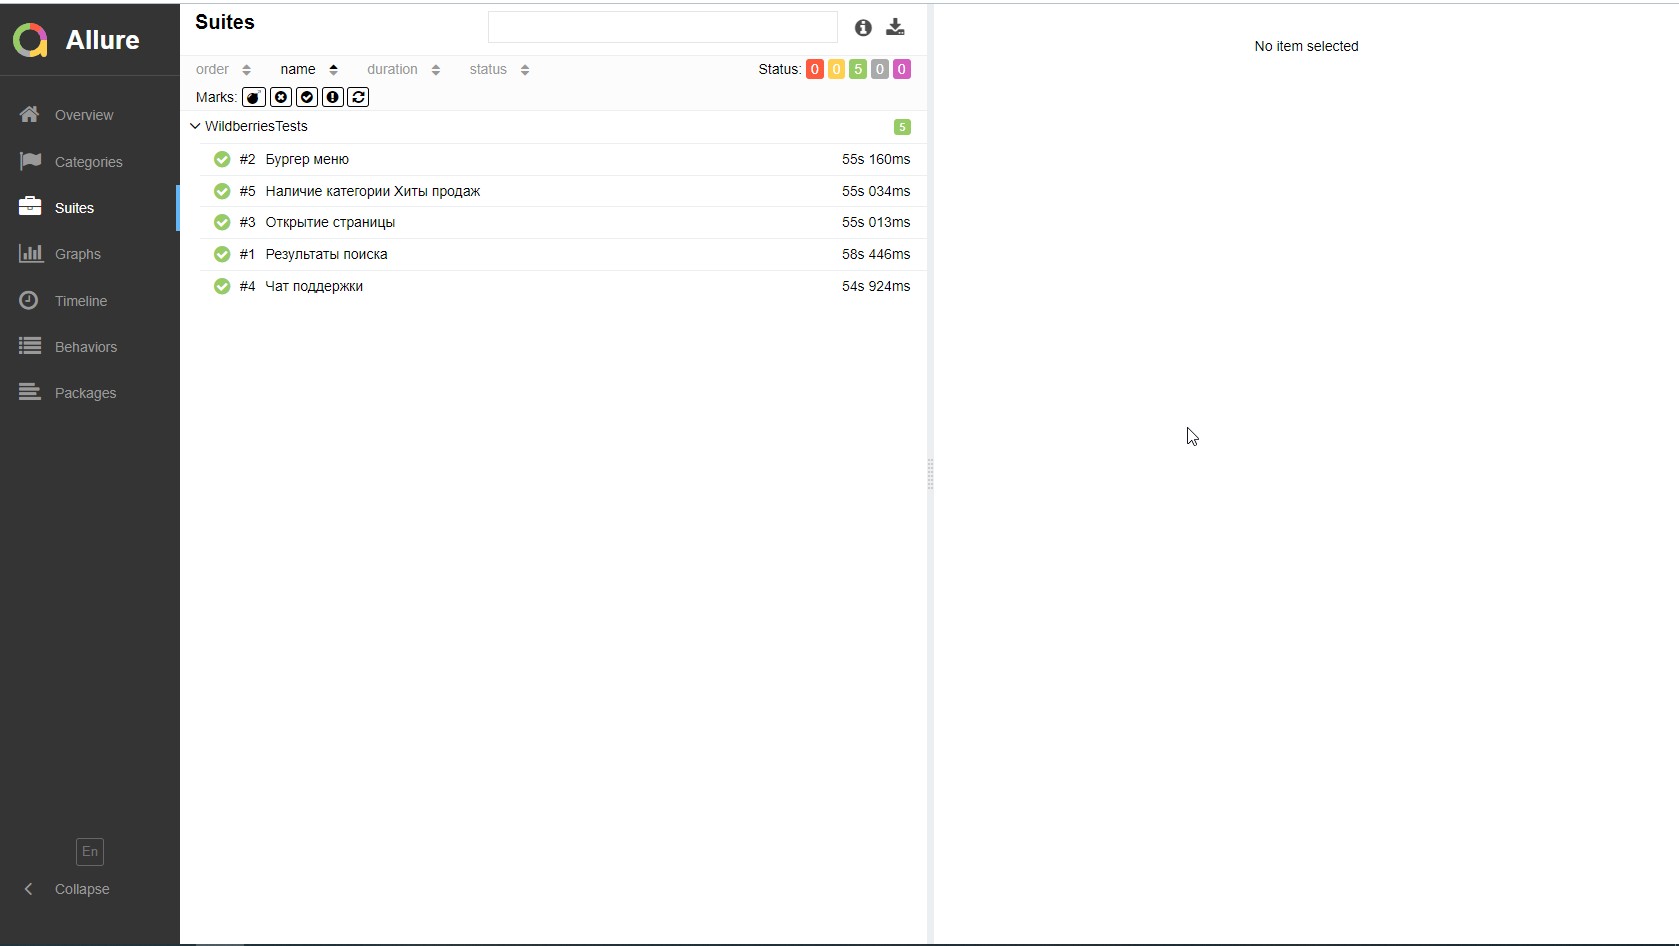 Allure
Overview
Categories
Suites
Graphs
Timeline
Behaviors
Packages
En
Collapse
Suites
order name duration status Status: 0 0 5 0 0
Marks:
WildberriesTests 5
#2 Бургер меню 55s 160ms
#5 Наличие категории Хиты продаж 55s 034ms
#3 Открытие страницы 55s 013ms
#1 Результаты поиска 58s 446ms
#4 Чат поддержки 54s 924ms
No item selected